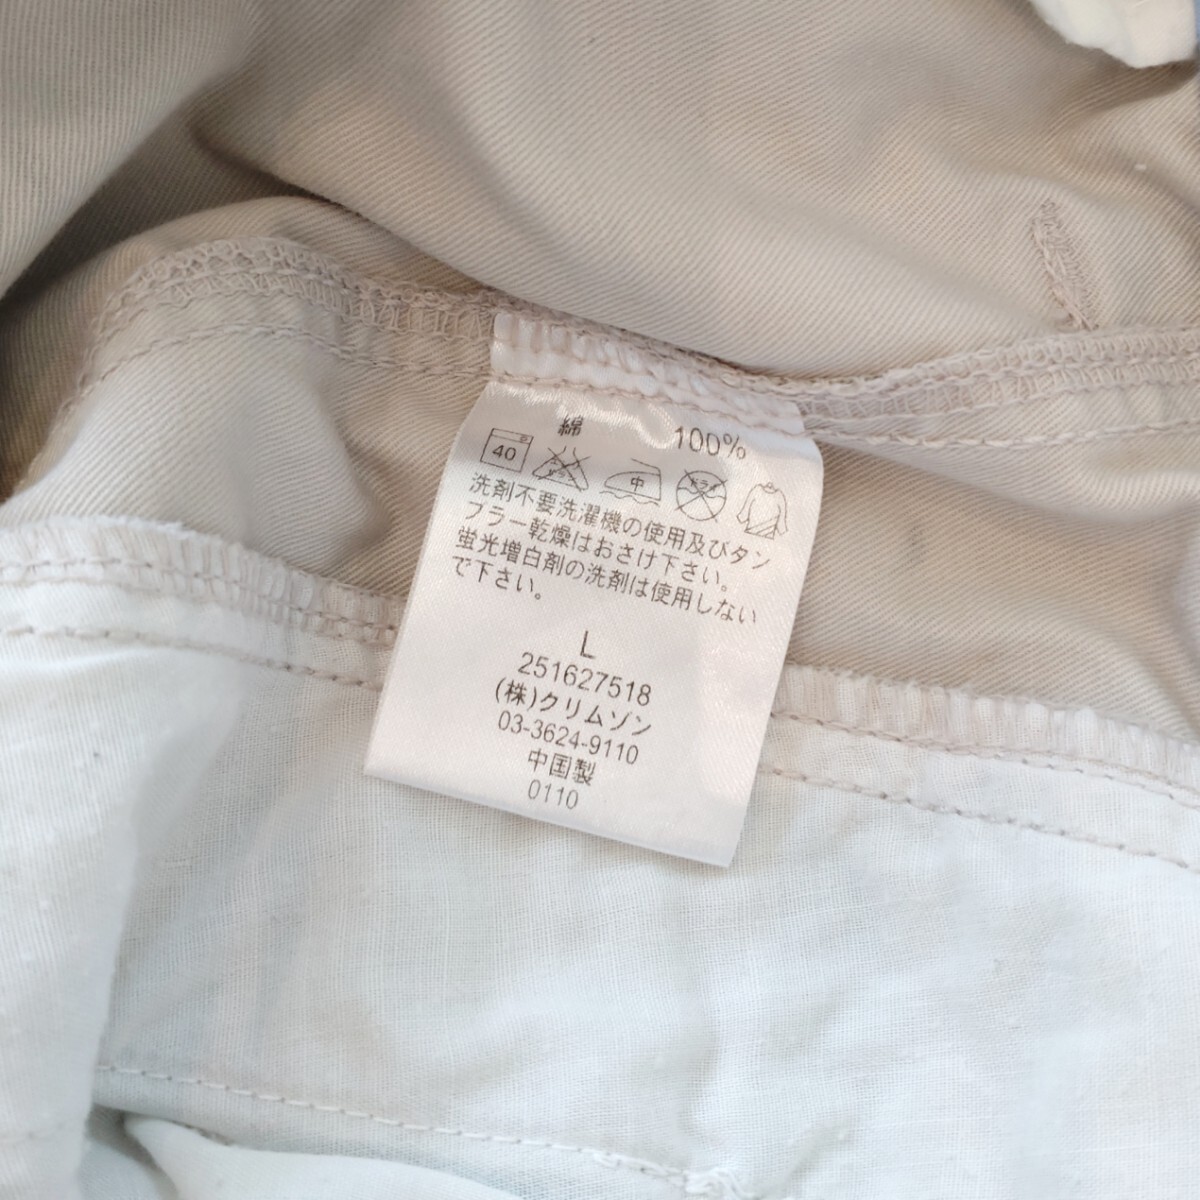 綿 100%
40 中 ドライ
洗剤不要洗濯機の使用及びタン
ブラー乾燥はおさけ下さい。
蛍光増白剤の洗剤は使用しない
で下さい。
L
251627518
(株)クリムゾン
03-3624-9110
中国製
0110